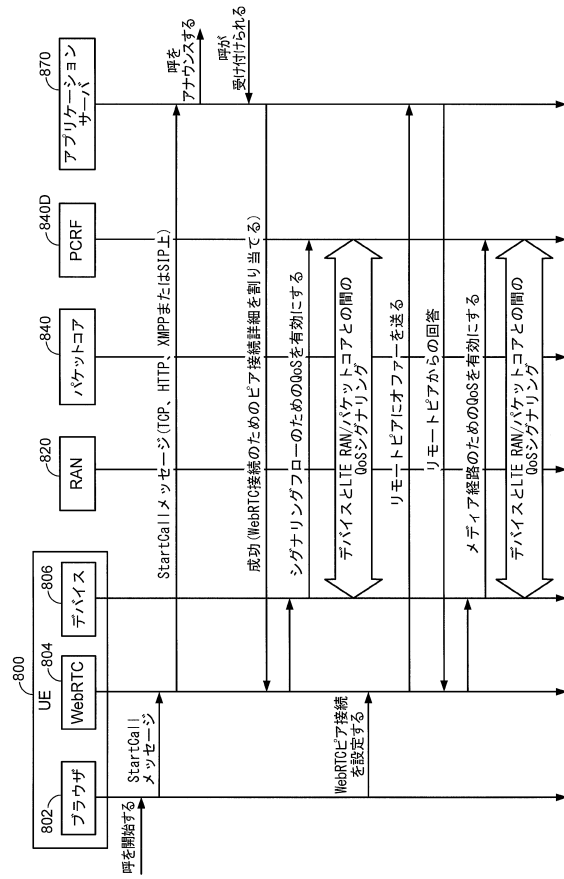 800
UE
802
ブラウザ
804
WebRTC
806
デバイス
820
RAN
840
パケットコア
840D
PCRF
870
アプリケーション
サーバ
呼を開始する
StartCall
メッセージ
StartCallメッセージ(TCP、HTTP、XMPPまたはSIP上)
呼を
アナウンスする
呼が
受け付けられる
成功(WebRTC接続のためのピア接続詳細を割り当てる)
シグナリングフローのためのQoSを有効にする
デバイスとLTE RAN/パケットコアとの間の
QoSシグナリング
WebRTCピア接続
を設定する
リモートピアにオファーを送る
リモートピアからの回答
メディア経路のためのQoSを有効にする
デバイスとLTE RAN/パケットコアとの間の
QoSシグナリング